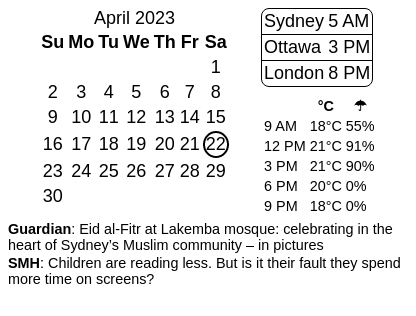 April 2023
Su Mo Tu We Th Fr Sa
1
2 3 4 5 6 7 8
9 10 11 12 13 14 15
16 17 18 19 20 21 22
23 24 25 26 27 28 29
30
Sydney 5 AM
Ottawa 3 PM
London 8 PM
°C ☂
9 AM 18°C 55%
12 PM 21°C 91%
3 PM 21°C 90%
6 PM 20°C 0%
9 PM 18°C 0%
Guardian: Eid al-Fitr at Lakemba mosque: celebrating in the
heart of Sydney’s Muslim community – in pictures
SMH: Children are reading less. But is it their fault they spend
more time on screens?